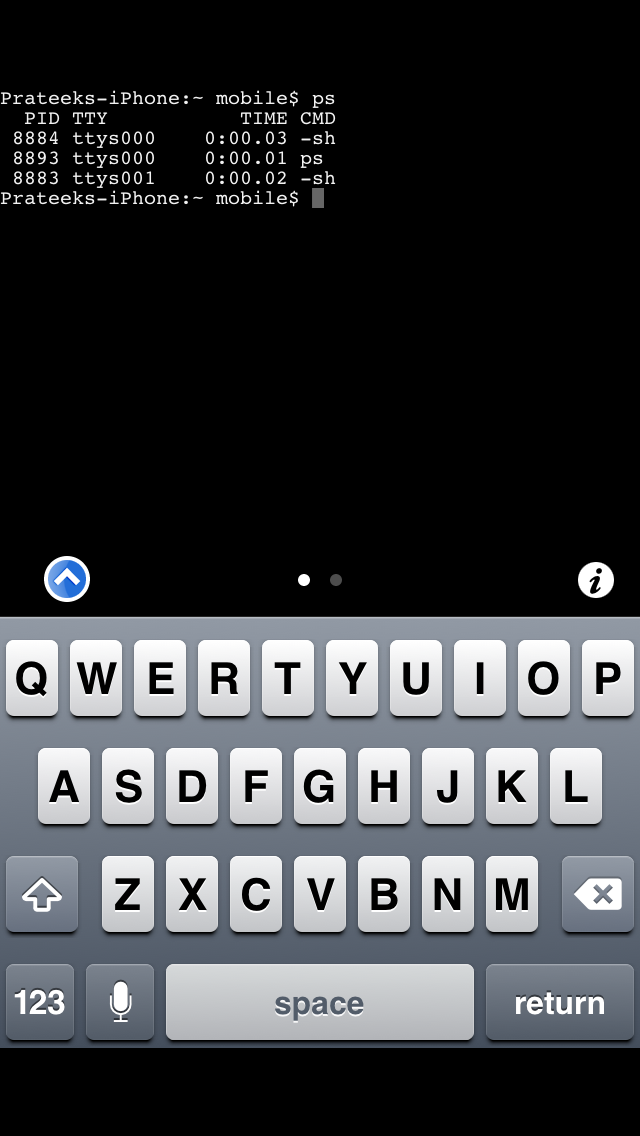 Prateeks-iPhone:~ mobile$ ps
  PID TTY           TIME CMD
 8884 ttys000    0:00.03 -sh
 8893 ttys000    0:00.01 ps
 8883 ttys001    0:00.02 -sh
Prateeks-iPhone:~ mobile$
i
Q W E R T Y U I O P
A S D F G H J K L
Z X C V B N M
123 space return